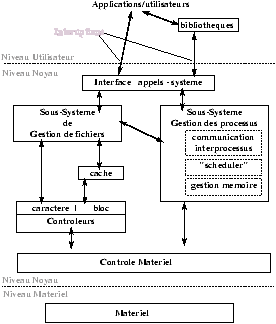 Applications/utilisateurs
bibliotheques
Niveau Utilisateur
Niveau Noyau
Interface appels-systeme
Sous-Systeme
de
Gestion de fichiers
Sous-Systeme
Gestion des processus
communication
interprocessus
"scheduler"
gestion memoire
cache
caractere | bloc
Controleurs
Controle Materiel
Niveau Noyau
Niveau Materiel
Materiel